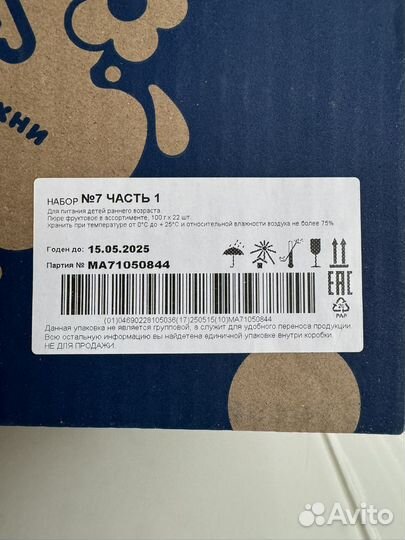 хни
НАБОР №7 ЧАСТЬ 1
Для питания детей раннего возраста.
Пюре фруктовое в ассортименте, 100 г х 22 шт.
Хранить при температуре от 0°C до + 25°C и относительной влажности воздуха не более 75%
Годен до: 15.05.2025
Партия № MA71050844
EAC
PAP
(01)04690228105036(17)250515(10)MA71050844
Данная упаковка не является групповой, а служит для удобного переноса продукции.
Всю остальную информацию вы найдете на единичной упаковке внутри коробки.
НЕ ДЛЯ ПРОДАЖИ.
Avito